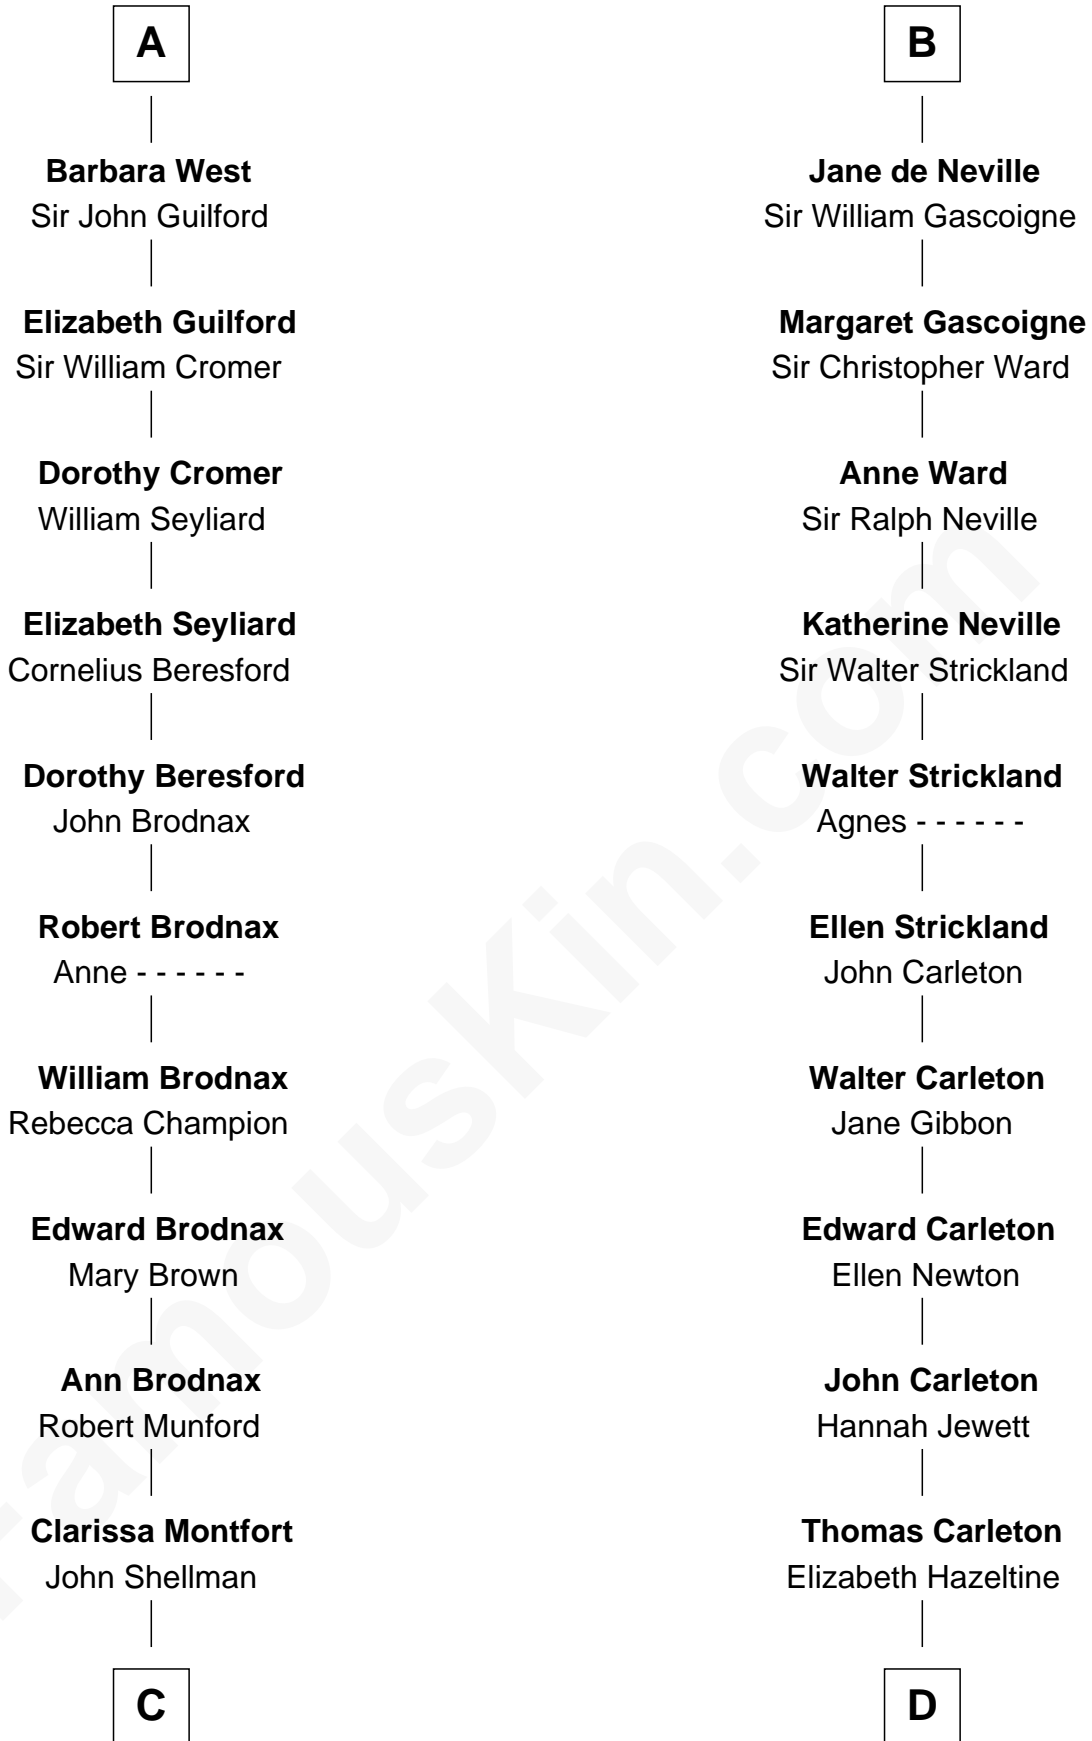 A
Barbara West
Sir John Guilford
Elizabeth Guilford
Sir William Cromer
Dorothy Cromer
William Seyliard
Elizabeth Seyliard
Cornelius Beresford
Dorothy Beresford
John Brodnax
Robert Brodnax
Anne - - - - - -
William Brodnax
Rebecca Champion
Edward Brodnax
Mary Brown
Ann Brodnax
Robert Munford
Clarissa Montfort
John Shellman
C
B
Jane de Neville
Sir William Gascoigne
Margaret Gascoigne
Sir Christopher Ward
Anne Ward
Sir Ralph Neville
Katherine Neville
Sir Walter Strickland
Walter Strickland
Agnes - - - - - -
Ellen Strickland
John Carleton
Walter Carleton
Jane Gibbon
Edward Carleton
Ellen Newton
John Carleton
Hannah Jewett
Thomas Carleton
Elizabeth Hazeltine
D
FamousKin.com